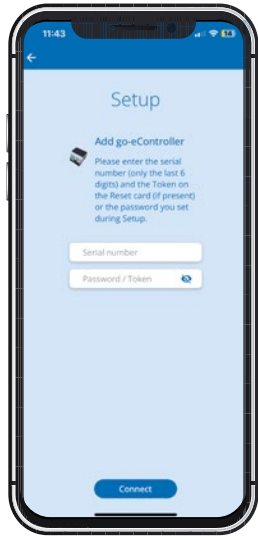 11:43
14
Setup
Add go-eController
Please enter the serial
number (only the last 6
digits) and the Token on
the Reset card (if present)
or the password you set
during Setup.
Serial number
Password / Token
Connect